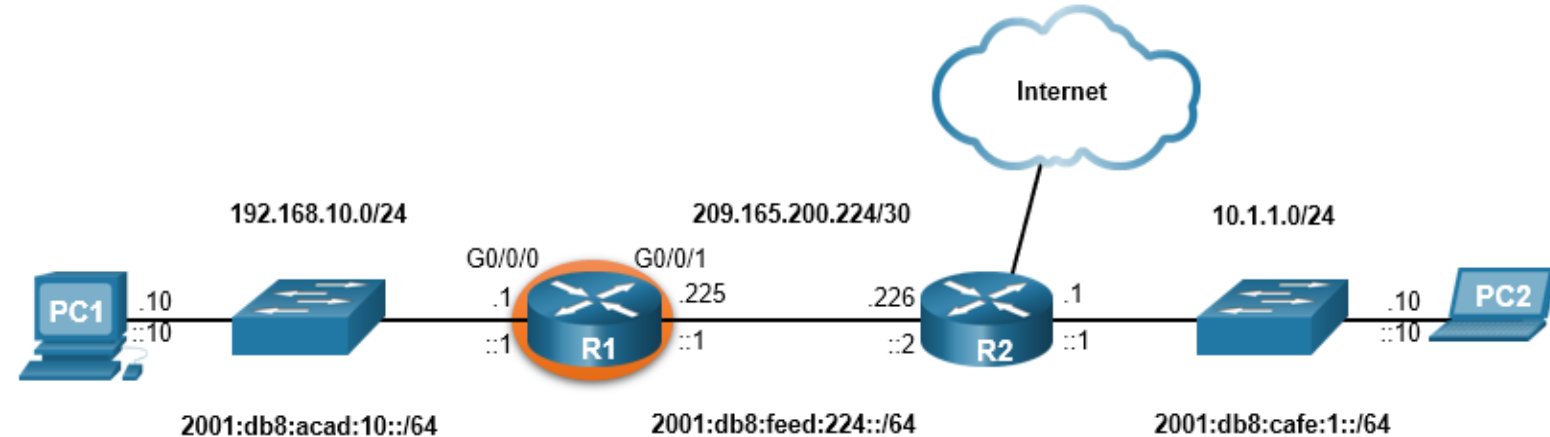 Internet
192.168.10.0/24
209.165.200.224/30
10.1.1.0/24
G0/0/0
G0/0/1
PC1
.10
::10
.1
::1
R1
.225
::1
.226
::2
R2
.1
::1
.10
::10
PC2
2001:db8:acad:10::/64
2001:db8:feed:224::/64
2001:db8:cafe:1::/64